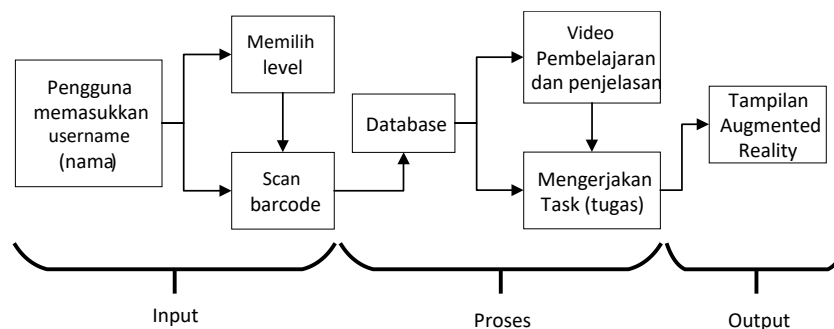 Pengguna
memasukkan
username
(nama)
Memilih
level
Scan
barcode
Database
Video
Pembelajaran
dan penjelasan
Mengerjakan
Task (tugas)
Tampilan
Augmented
Reality
Input
Proses
Output